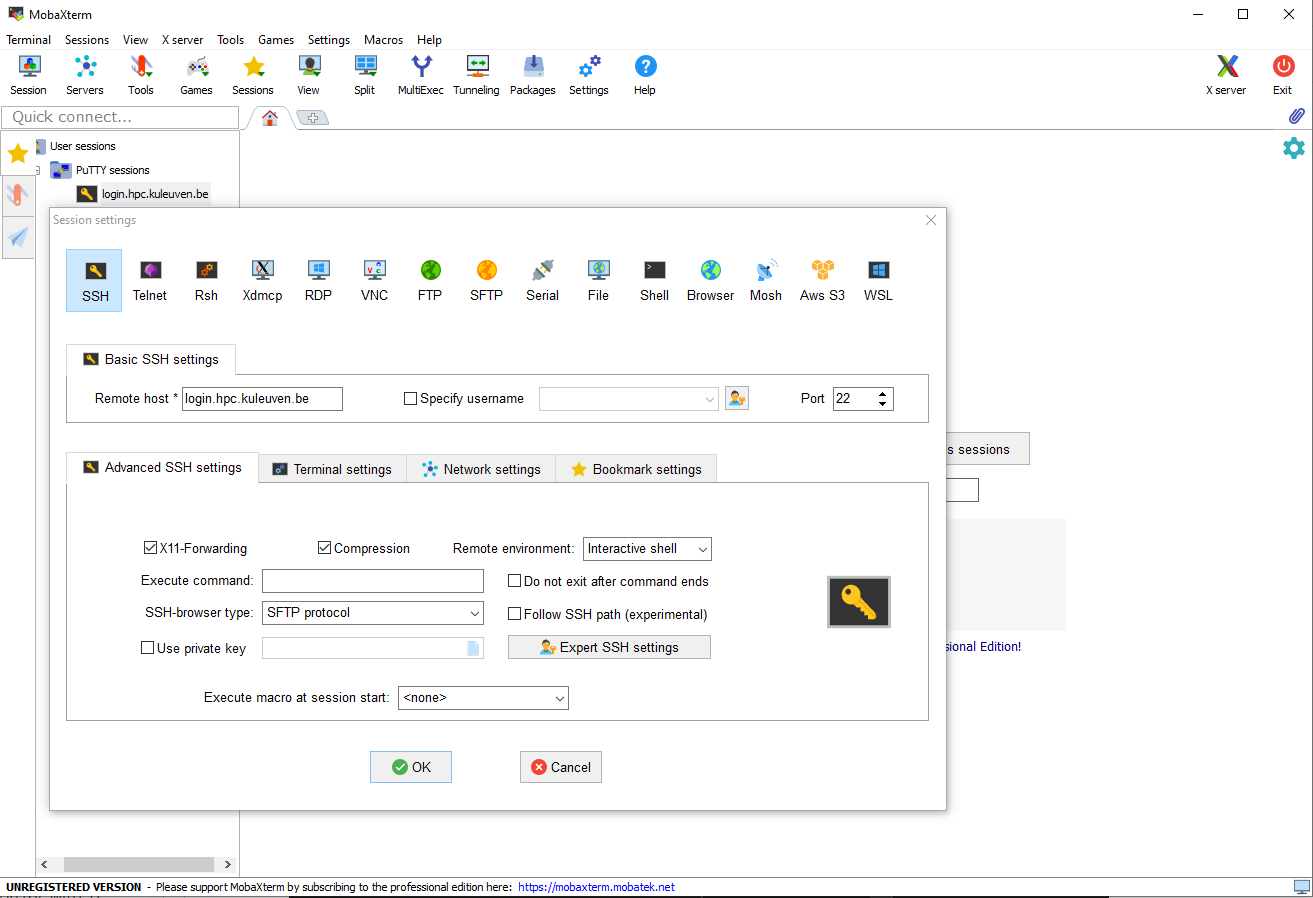 MobaXterm
Terminal Sessions View X server Tools Games Settings Macros Help
Session Servers Tools Games Sessions View Split MultiExec Tunneling Packages Settings Help X server Exit
Quick connect...
User sessions
PuTTY sessions
login.hpc.kuleuven.be
Session settings
SSH Telnet Rsh Xdmcp RDP VNC FTP SFTP Serial File Shell Browser Mosh Aws S3 WSL
Basic SSH settings
Remote host * login.hpc.kuleuven.be Specify username Port 22
s sessions
Advanced SSH settings Terminal settings Network settings Bookmark settings
X11-Forwarding Compression Remote environment: Interactive shell
Execute command: Do not exit after command ends
SSH-browser type: SFTP protocol Follow SSH path (experimental)
Use private key Expert SSH settings
sional Edition!
Execute macro at session start: <none>
OK Cancel
UNREGISTERED VERSION - Please support MobaXterm by subscribing to the professional edition here: https://mobaxterm.mobatek.net